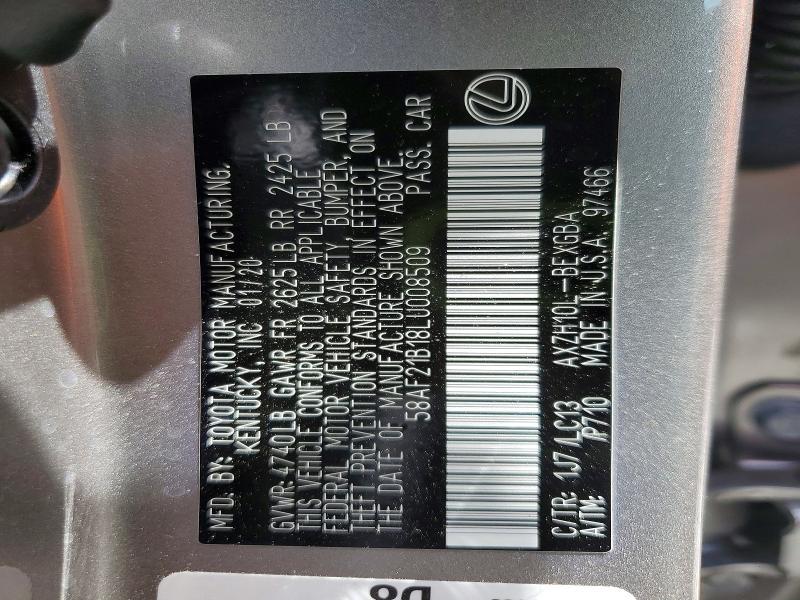 MFD. BY: TOYOTA MOTOR MANUFACTURING,
KENTUCKY, INC 01/20
GVWR: 4740LB GAWR FR 2625LB RR 2425 LB
THIS VEHICLE CONFORMS TO ALL APPLICABLE
FEDERAL MOTOR VEHICLE SAFETY, BUMPER, AND
THEFT PREVENTION STANDARDS IN EFFECT ON
THE DATE OF MANUFACTURE SHOWN ABOVE.
58AF21B18LU008509 PASS. CAR
C/TR: 1J7/LC13 AXZH10L-BEXGBA
A/TM: /P710 MADE IN U.S.A. 97466
D8